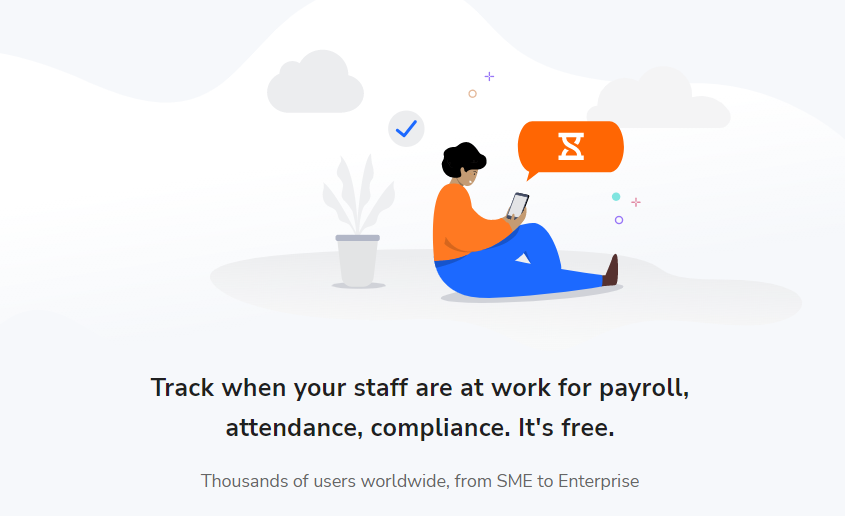 Track when your staff are at work for payroll,
attendance, compliance. It's free.
Thousands of users worldwide, from SME to Enterprise